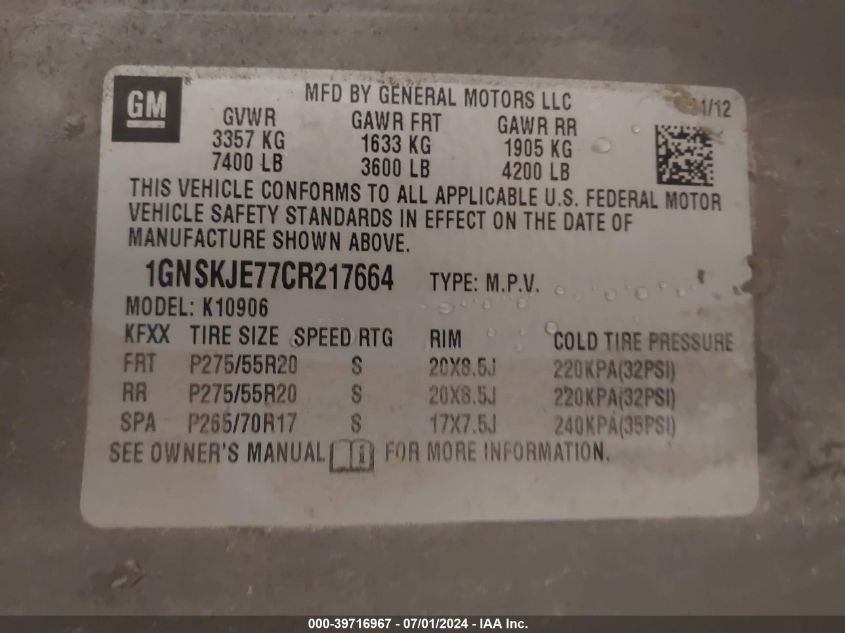 GM
MFD BY GENERAL MOTORS LLC
1/12
GVWR GAWR FRT GAWR RR
3357 KG 1633 KG 1905 KG
7400 LB 3600 LB 4200 LB
THIS VEHICLE CONFORMS TO ALL APPLICABLE U.S. FEDERAL MOTOR
VEHICLE SAFETY STANDARDS IN EFFECT ON THE DATE OF
MANUFACTURE SHOWN ABOVE.
1GNSKJE77CR217664 TYPE: M.P.V.
MODEL: K10906
KFXX TIRE SIZE SPEED RTG RIM COLD TIRE PRESSURE
FRT P275/55R20 S 20X8.5J 220KPA(32PSI)
RR P275/55R20 S 20X8.5J 220KPA(32PSI)
SPA P265/70R17 S 17X7.5J 240KPA(35PSI)
SEE OWNER'S MANUAL FOR MORE INFORMATION.
000-39716967 - 07/01/2024 - IAA Inc.